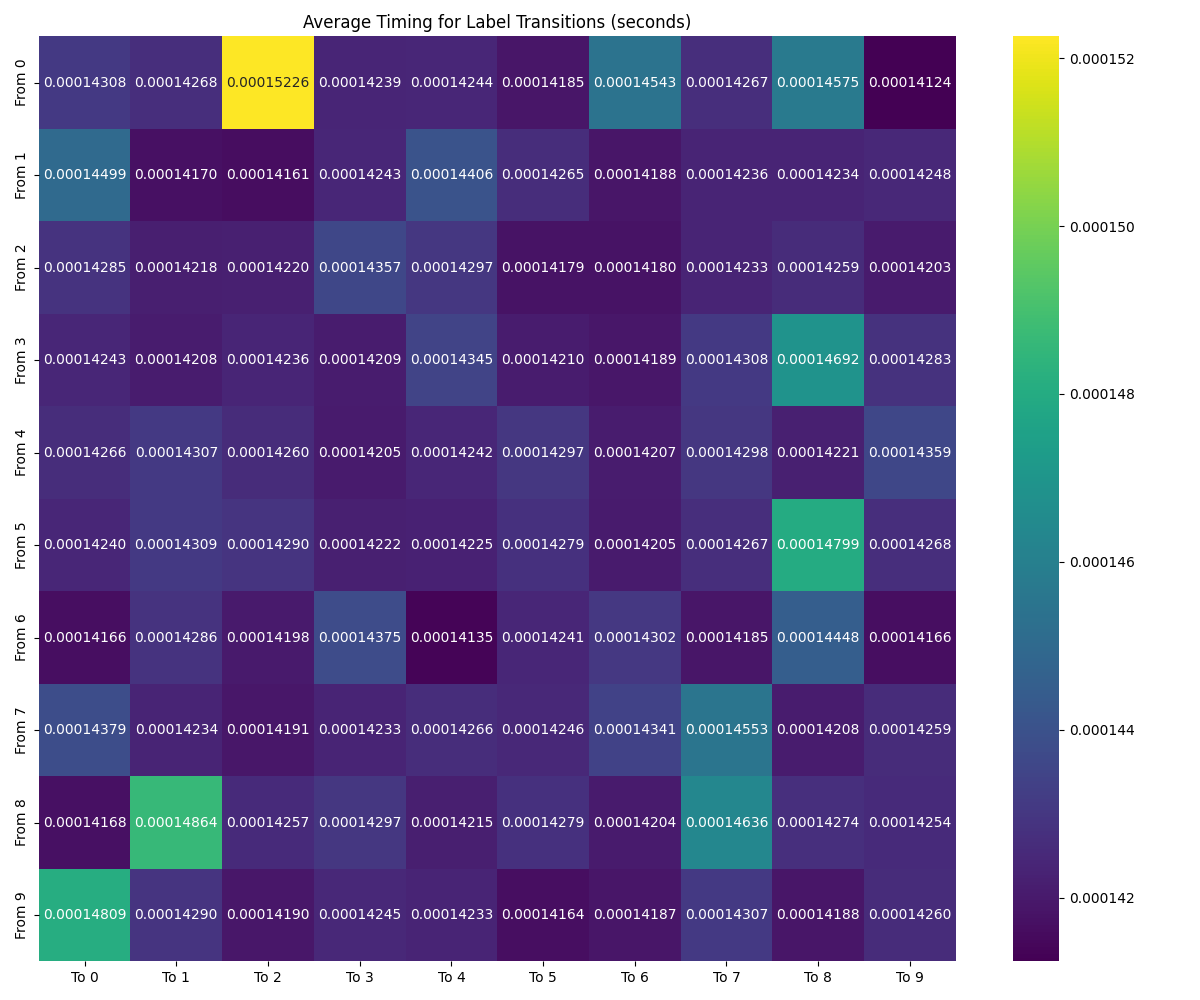 Average Timing for Label Transitions (seconds)
From 0 0.00014308 0.00014268 0.00015226 0.00014239 0.00014244 0.00014185 0.00014543 0.00014267 0.00014575 0.00014124
From 1 0.00014499 0.00014170 0.00014161 0.00014243 0.00014406 0.00014265 0.00014188 0.00014236 0.00014234 0.00014248
From 2 0.00014285 0.00014218 0.00014220 0.00014357 0.00014297 0.00014179 0.00014180 0.00014233 0.00014259 0.00014203
From 3 0.00014243 0.00014208 0.00014236 0.00014209 0.00014345 0.00014210 0.00014189 0.00014308 0.00014692 0.00014283
From 4 0.00014266 0.00014307 0.00014260 0.00014205 0.00014242 0.00014297 0.00014207 0.00014298 0.00014221 0.00014359
From 5 0.00014240 0.00014309 0.00014290 0.00014222 0.00014225 0.00014279 0.00014205 0.00014267 0.00014799 0.00014268
From 6 0.00014166 0.00014286 0.00014198 0.00014375 0.00014135 0.00014241 0.00014302 0.00014185 0.00014448 0.00014166
From 7 0.00014379 0.00014234 0.00014191 0.00014233 0.00014266 0.00014246 0.00014341 0.00014553 0.00014208 0.00014259
From 8 0.00014168 0.00014864 0.00014257 0.00014297 0.00014215 0.00014279 0.00014204 0.00014636 0.00014274 0.00014254
From 9 0.00014809 0.00014290 0.00014190 0.00014245 0.00014233 0.00014164 0.00014187 0.00014307 0.00014188 0.00014260
To 0 To 1 To 2 To 3 To 4 To 5 To 6 To 7 To 8 To 9
0.000152
0.000150
0.000148
0.000146
0.000144
0.000142